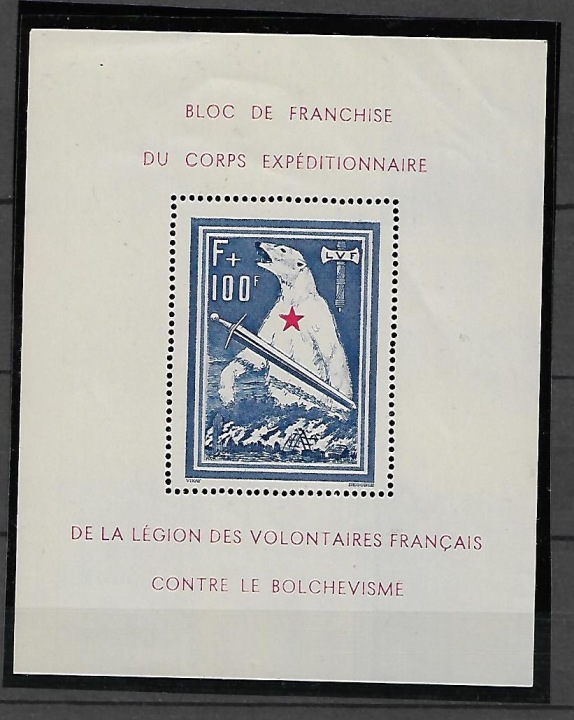 BLOC DE FRANCHISE
DU CORPS EXPÉDITIONNAIRE
F+
100F
LVF
DE LA LÉGION DES VOLONTAIRES FRANÇAIS
CONTRE LE BOLCHEVISME